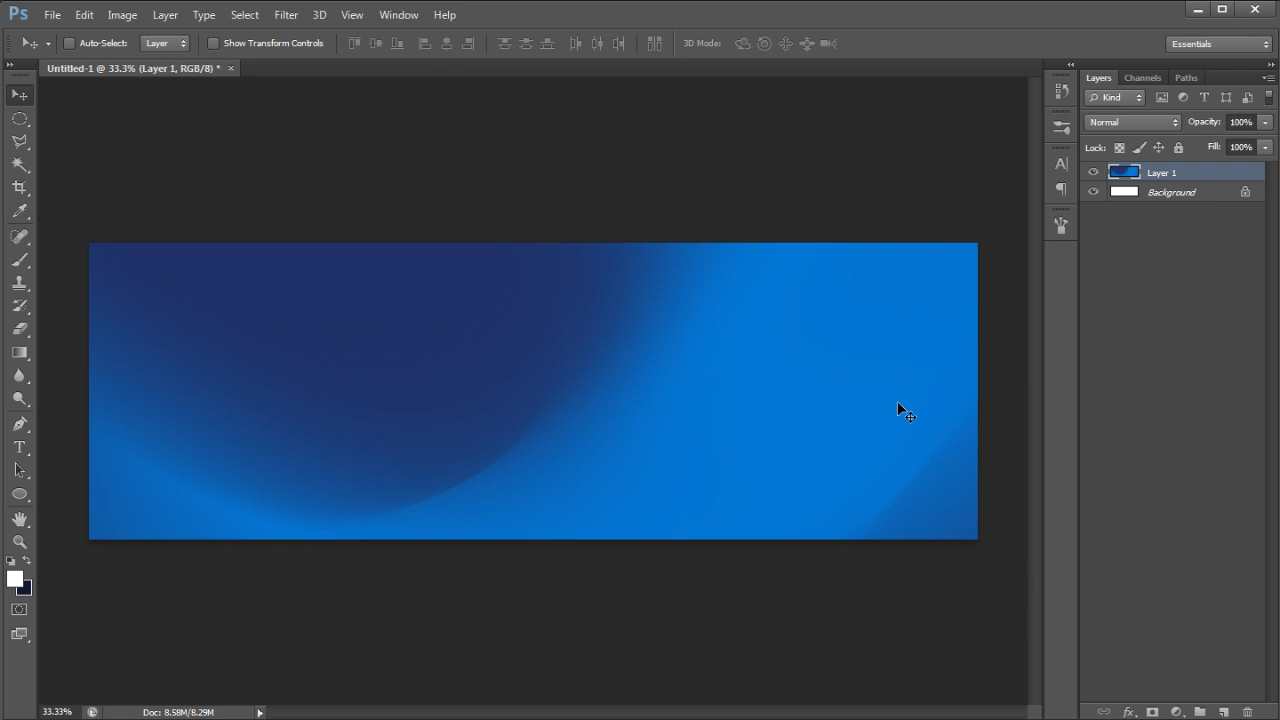 Ps File Edit Image Layer Type Select Filter 3D View Window Help
Auto-Select: Layer Show Transform Controls 3D Mode: Essentials
Untitled-1 @ 33.3% (Layer 1, RGB/8) * ×
Layers Channels Paths
Kind
Normal Opacity: 100%
Lock: Fill: 100%
Layer 1
Background
33.33% Doc: 8.58M/8.29M